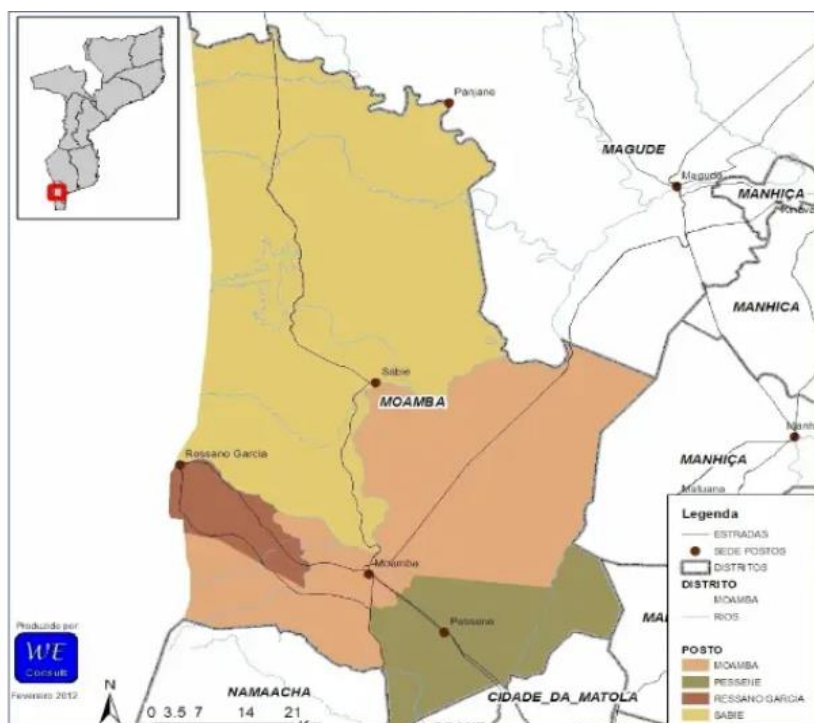 Panjane
MAGUDE
Magude
MANHIÇA
MANHICA
Sabie
MOAMBA
Ressano Garcia
MANHIÇA
Maluana
Moamba
Pessene
NAMAACHA
CIDADE_DA_MATOLA
Produzido por
WE
Consult
Fevereiro 2012
N
0 3.5 7 14 21
Legenda
ESTRADAS
SEDE POSTOS
DISTRITOS
DISTRITO
MOAMBA
RIOS
POSTO
MOAMBA
PESSENE
RESSANO GARCIA
SABIE